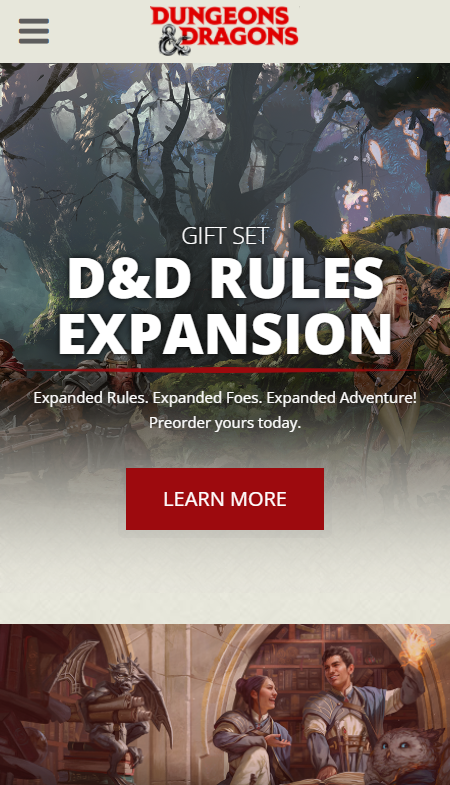 DUNGEONS
& DRAGONS
GIFT SET
D&D RULES
EXPANSION
Expanded Rules. Expanded Foes. Expanded Adventure!
Preorder yours today.
LEARN MORE